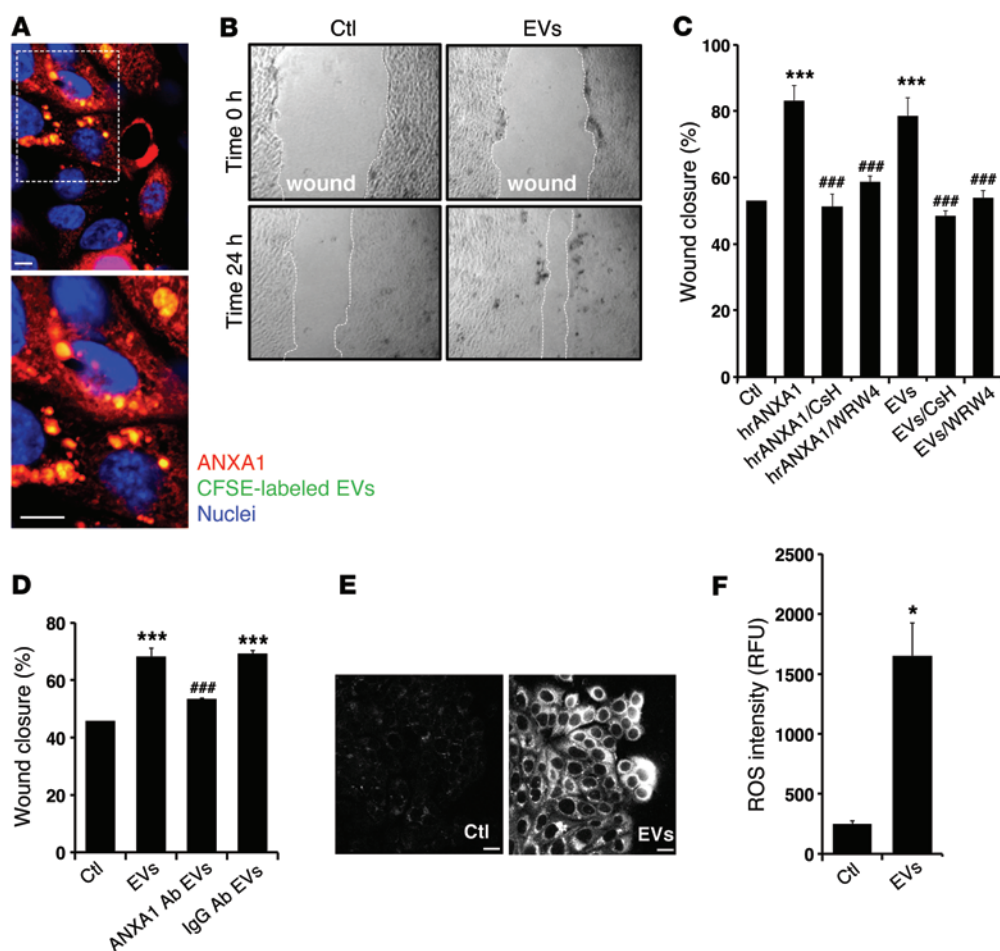 A
ANXA1
CFSE-labeled EVs
Nuclei
B
Ctl
EVs
Time 0 h
wound
wound
Time 24 h
C
Wound closure (%)
100
80
60
40
20
0
***
###
###
***
###
###
Ctl
hrANXA1
hrANXA1/CsH
hrANXA1/WRW4
EVs
EVs/CsH
EVs/WRW4
D
Wound closure (%)
80
60
40
20
0
***
###
***
Ctl
EVs
ANXA1 Ab EVs
IgG Ab EVs
E
Ctl
EVs
F
ROS intensity (RFU)
2500
2000
1500
1000
500
0
*
Ctl
EVs